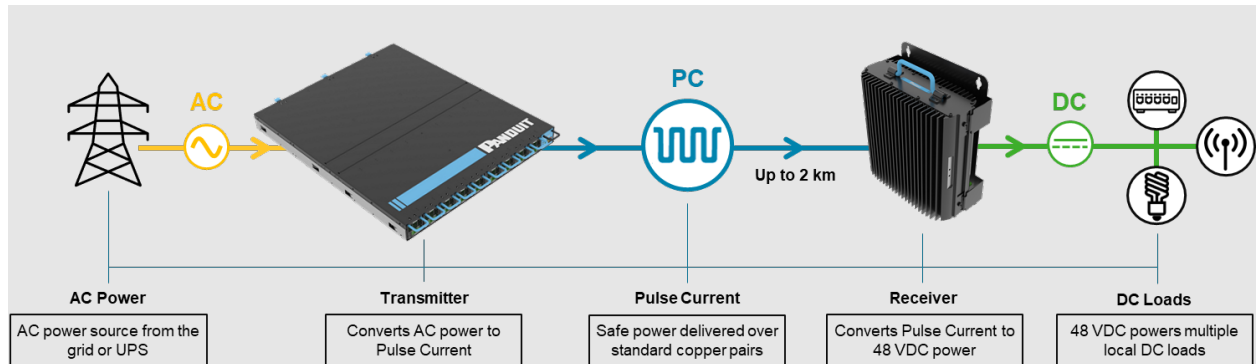 AC
PC
DC
PANDUIT
Up to 2 km
AC Power
Transmitter
Pulse Current
Receiver
DC Loads
AC power source from the
grid or UPS
Converts AC power to
Pulse Current
Safe power delivered over
standard copper pairs
Converts Pulse Current to
48 VDC power
48 VDC powers multiple
local DC loads